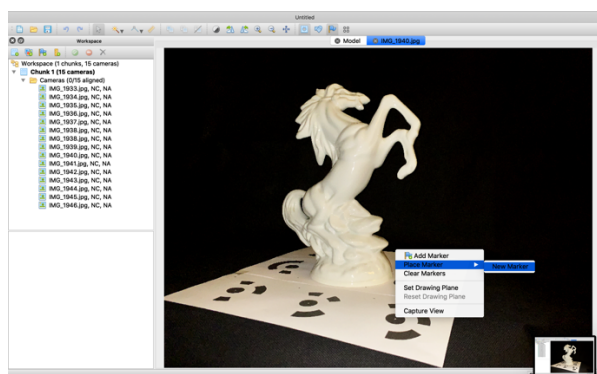 Untitled
Workspace
Model
IMG_1940.jpg
Workspace (1 chunks, 15 cameras)
Chunk 1 (15 cameras)
Cameras (0/15 aligned)
IMG_1933.jpg, NC, NA
IMG_1934.jpg, NC, NA
IMG_1935.jpg, NC, NA
IMG_1936.jpg, NC, NA
IMG_1937.jpg, NC, NA
IMG_1938.jpg, NC, NA
IMG_1938.jpg, NC, NA
IMG_1939.jpg, NC, NA
IMG_1940.jpg, NC, NA
IMG_1941.jpg, NC, NA
IMG_1942.jpg, NC, NA
IMG_1943.jpg, NC, NA
IMG_1944.jpg, NC, NA
IMG_1945.jpg, NC, NA
IMG_1946.jpg, NC, NA
Add Marker
Place Marker
New Marker
Clear Markers
Set Drawing Plane
Reset Drawing Plane
Capture View